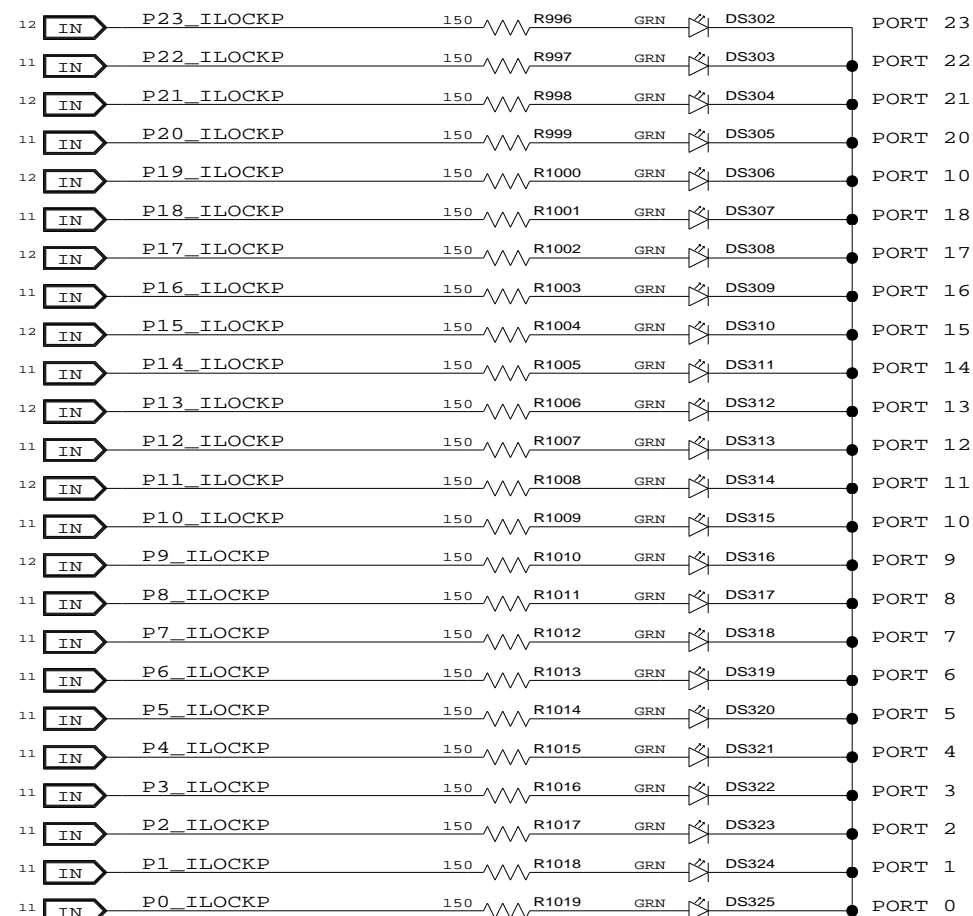 12 IN P23_ILOCKP 150 R996 GRN DS302 PORT 23
11 IN P22_ILOCKP 150 R997 GRN DS303 PORT 22
12 IN P21_ILOCKP 150 R998 GRN DS304 PORT 21
11 IN P20_ILOCKP 150 R999 GRN DS305 PORT 20
12 IN P19_ILOCKP 150 R1000 GRN DS306 PORT 10
11 IN P18_ILOCKP 150 R1001 GRN DS307 PORT 18
12 IN P17_ILOCKP 150 R1002 GRN DS308 PORT 17
11 IN P16_ILOCKP 150 R1003 GRN DS309 PORT 16
12 IN P15_ILOCKP 150 R1004 GRN DS310 PORT 15
11 IN P14_ILOCKP 150 R1005 GRN DS311 PORT 14
12 IN P13_ILOCKP 150 R1006 GRN DS312 PORT 13
11 IN P12_ILOCKP 150 R1007 GRN DS313 PORT 12
12 IN P11_ILOCKP 150 R1008 GRN DS314 PORT 11
11 IN P10_ILOCKP 150 R1009 GRN DS315 PORT 10
12 IN P9_ILOCKP 150 R1010 GRN DS316 PORT 9
11 IN P8_ILOCKP 150 R1011 GRN DS317 PORT 8
11 IN P7_ILOCKP 150 R1012 GRN DS318 PORT 7
11 IN P6_ILOCKP 150 R1013 GRN DS319 PORT 6
11 IN P5_ILOCKP 150 R1014 GRN DS320 PORT 5
11 IN P4_ILOCKP 150 R1015 GRN DS321 PORT 4
11 IN P3_ILOCKP 150 R1016 GRN DS322 PORT 3
11 IN P2_ILOCKP 150 R1017 GRN DS323 PORT 2
11 IN P1_ILOCKP 150 R1018 GRN DS324 PORT 1
11 IN P0_ILOCKP 150 R1019 GRN DS325 PORT 0